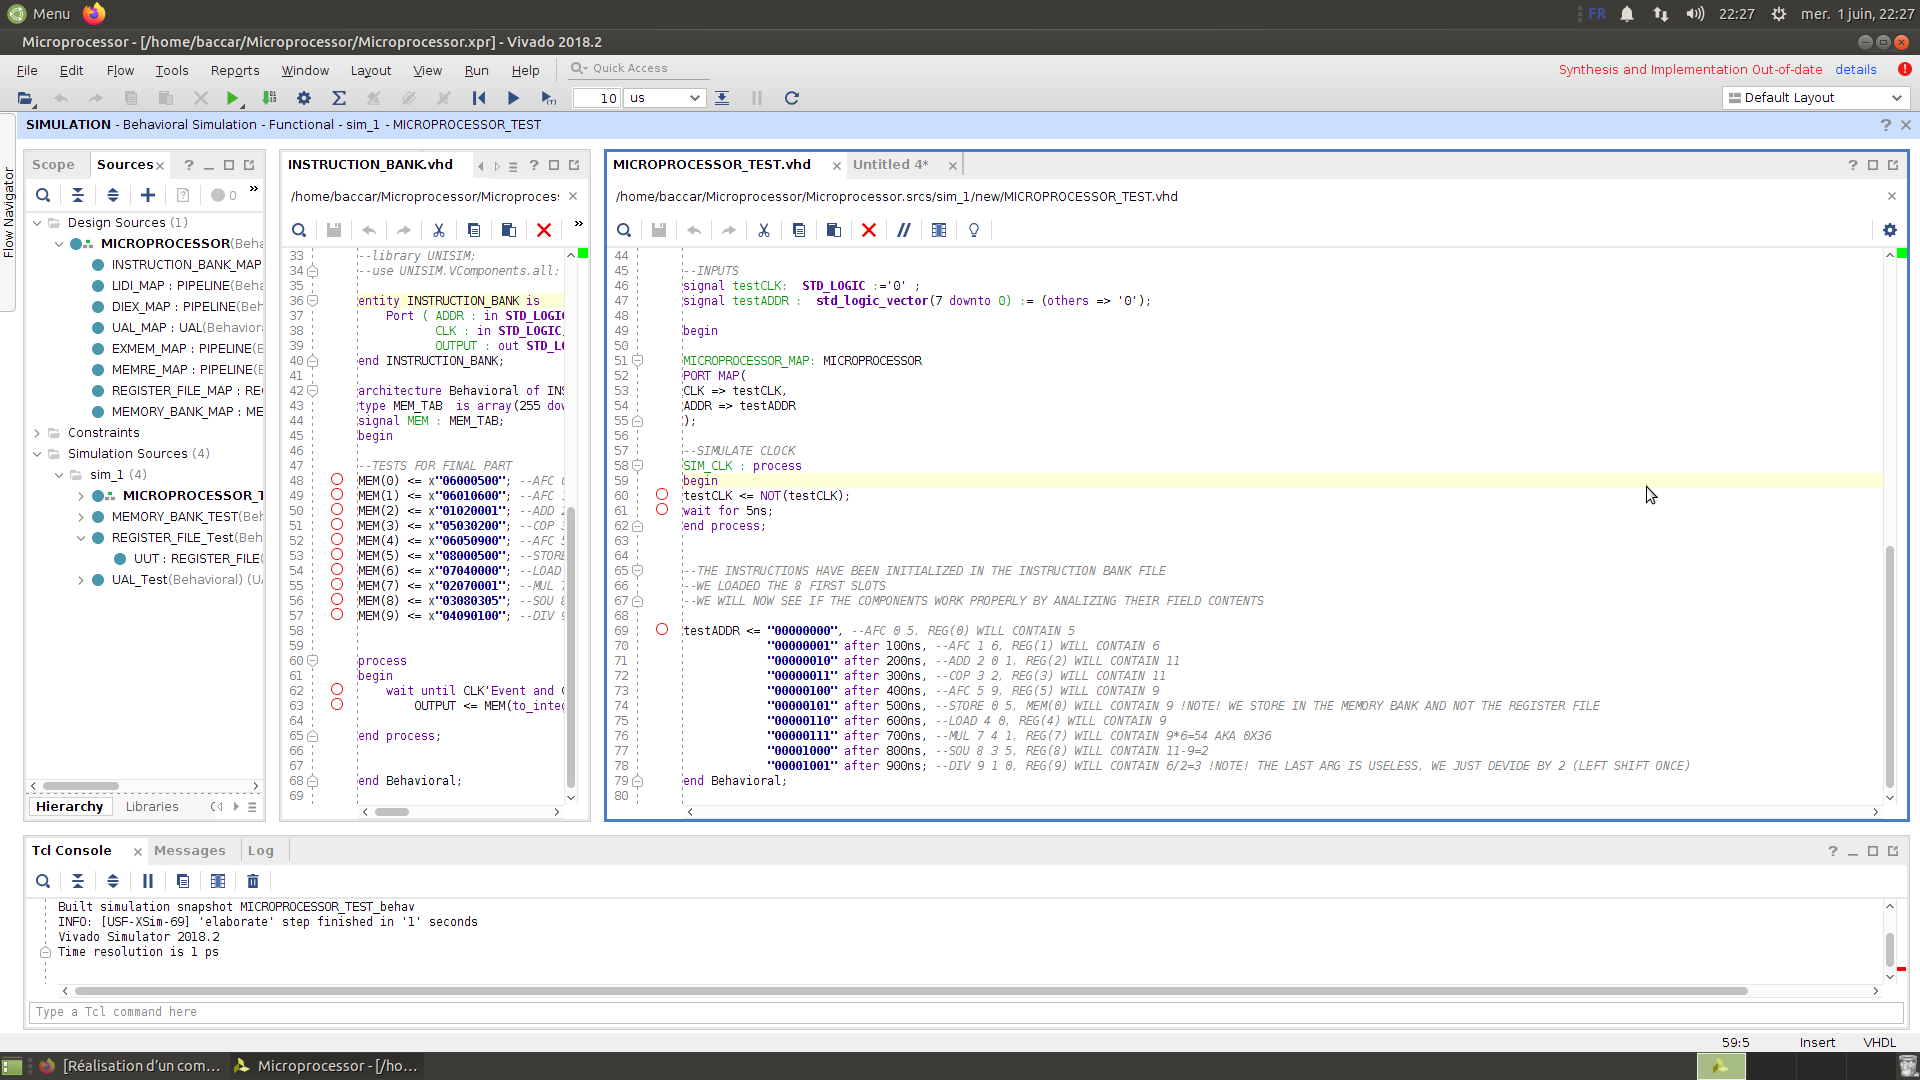 Menu
FR 22:27 mer. 1 juin, 22:27
Microprocessor - [/home/baccar/Microprocessor/Microprocessor.xpr] - Vivado 2018.2
File Edit Flow Tools Reports Window Layout View Run Help Quick Access
Synthesis and Implementation Out-of-date details
10 us Default Layout
SIMULATION - Behavioral Simulation - Functional - sim_1 - MICROPROCESSOR_TEST
Flow Navigator
Scope Sources
0
Design Sources (1)
MICROPROCESSOR(Beha
INSTRUCTION_BANK_MAP
LIDI_MAP : PIPELINE(Beha
DIEX_MAP : PIPELINE(Beh
UAL_MAP : UAL(Behavior
EXMEM_MAP : PIPELINE(E
MEMRE_MAP : PIPELINE(E
REGISTER_FILE_MAP : RE
MEMORY_BANK_MAP : ME
Constraints
Simulation Sources (4)
sim_1 (4)
MICROPROCESSOR_T
MEMORY_BANK_TEST(Beh
REGISTER_FILE_Test(Beh
UUT : REGISTER_FILE(
UAL_Test(Behavioral) (U
Hierarchy Libraries
INSTRUCTION_BANK.vhd
/home/baccar/Microprocessor/Microproces
33 --library UNISIM;
34 --use UNISIM.VComponents.all;
35
36 entity INSTRUCTION_BANK is
37 Port ( ADDR : in STD_LOGI
38 CLK : in STD_LOGIC
39 OUTPUT : out STD_L
40 end INSTRUCTION_BANK;
41
42 architecture Behavioral of IN
43 type MEM_TAB is array(255 do
44 signal MEM : MEM_TAB;
45 begin
46
47 --TESTS FOR FINAL PART
48 MEM(0) <= x"06000500"; --AFC
49 MEM(1) <= x"06010600"; --AFC
50 MEM(2) <= x"01020001"; --ADD
51 MEM(3) <= x"05030200"; --COP
52 MEM(4) <= x"06050900"; --AFC
53 MEM(5) <= x"08000500"; --STOR
54 MEM(6) <= x"07040000"; --LOAD
55 MEM(7) <= x"02070001"; --MUL
56 MEM(8) <= x"03080305"; --SOU
57 MEM(9) <= x"04090100"; --DIV
58
59
60 process
61 begin
62 wait until CLK'Event and
63 OUTPUT <= MEM(to_inte
64
65 end process;
66
67
68 end Behavioral;
69
MICROPROCESSOR_TEST.vhd Untitled 4*
/home/baccar/Microprocessor/Microprocessor.srcs/sim_1/new/MICROPROCESSOR_TEST.vhd
44
45 --INPUTS
46 signal testCLK: STD_LOGIC :='0' ;
47 signal testADDR : std_logic_vector(7 downto 0) := (others => '0');
48
49 begin
50
51 MICROPROCESSOR_MAP: MICROPROCESSOR
52 PORT MAP(
53 CLK => testCLK,
54 ADDR => testADDR
55 );
56
57 --SIMULATE CLOCK
58 SIM_CLK : process
59 begin
60 testCLK <= NOT(testCLK);
61 wait for 5ns;
62 end process;
63
64
65 --THE INSTRUCTIONS HAVE BEEN INITIALIZED IN THE INSTRUCTION BANK FILE
66 --WE LOADED THE 8 FIRST SLOTS
67 --WE WILL NOW SEE IF THE COMPONENTS WORK PROPERLY BY ANALIZING THEIR FIELD CONTENTS
68
69 testADDR <= "00000000", --AFC 0 5, REG(0) WILL CONTAIN 5
70 "00000001" after 100ns, --AFC 1 6, REG(1) WILL CONTAIN 6
71 "00000010" after 200ns, --ADD 2 0 1, REG(2) WILL CONTAIN 11
72 "00000011" after 300ns, --COP 3 2, REG(3) WILL CONTAIN 11
73 "00000100" after 400ns, --AFC 5 9, REG(5) WILL CONTAIN 9
74 "00000101" after 500ns, --STORE 0 5, MEM(0) WILL CONTAIN 9 !NOTE! WE STORE IN THE MEMORY BANK AND NOT THE REGISTER FILE
75 "00000110" after 600ns, --LOAD 4 0, REG(4) WILL CONTAIN 9
76 "00000111" after 700ns, --MUL 7 4 1, REG(7) WILL CONTAIN 9*6=54 AKA 0X36
77 "00001000" after 800ns, --SOU 8 3 5, REG(8) WILL CONTAIN 11-9=2
78 "00001001" after 900ns; --DIV 9 1 0, REG(9) WILL CONTAIN 6/2=3 !NOTE! THE LAST ARG IS USELESS, WE JUST DEVIDE BY 2 (LEFT SHIFT ONCE)
79 end Behavioral;
80
Tcl Console Messages Log
Built simulation snapshot MICROPROCESSOR_TEST_behav
INFO: [USF-XSim-69] 'elaborate' step finished in '1' seconds
Vivado Simulator 2018.2
Time resolution is 1 ps
Type a Tcl command here
59:5 Insert VHDL
[Réalisation d'un com... Microprocessor - [/ho...